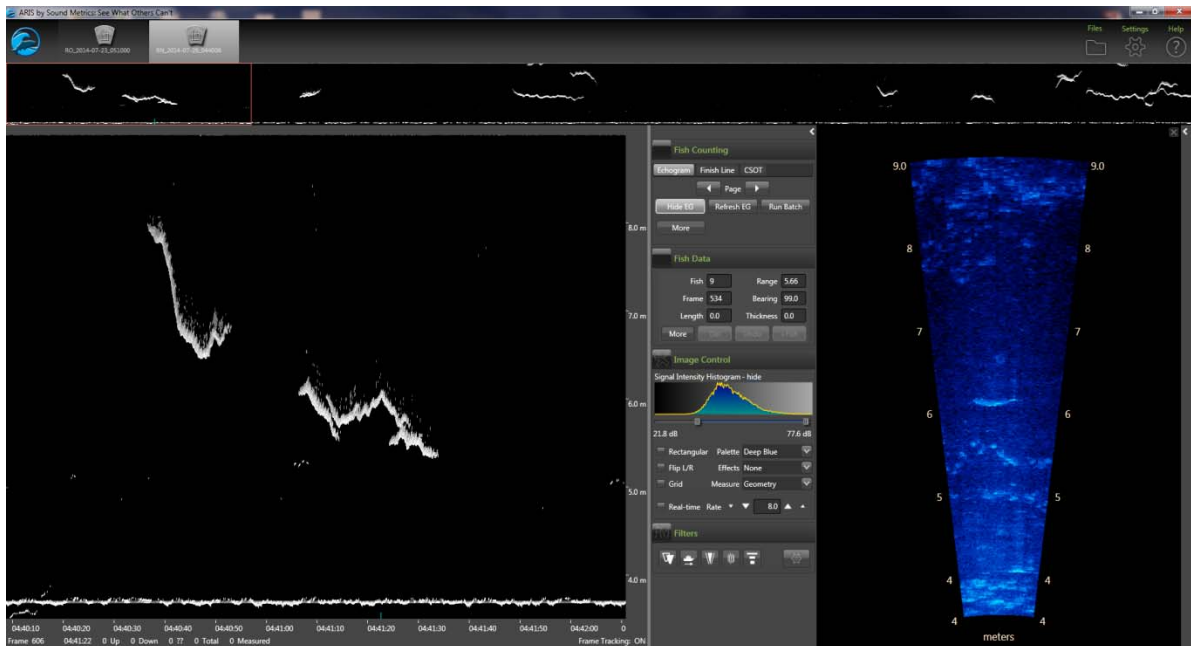 ARIS by Sound Metrics: See What Others Can't
Files Settings Help
RO_2014-07-23_051000
Fish Counting
Echogram Finish Line CSOT
Page
Hide EG Refresh EG Run Batch
More
Fish Data
Fish 9 Range 5.66
Frame 534 Bearing 99.0
Length 0.0 Thickness 0.0
More
Image Control
Signal Intensity Histogram - hide
21.8 dB 77.6 dB
Rectangular Palette Deep Blue
Flip L/R Effects None
Grid Measure Geometry
Real-time Rate 8.0
Filters
8.0 m
7.0 m
6.0 m
5.0 m
4.0 m
04:40:10 04:40:20 04:40:30 04:40:40 04:40:50 04:41:00 04:41:10 04:41:20 04:41:30 04:41:40 04:41:50 04:42:00 0
Frame 606 04:41:22 0 Up 0 Down 0 ?? 0 Total 0 Measured Frame Tracking: ON
9.0 9.0
8 8
7 7
6 6
5 5
4 4
4 4
meters